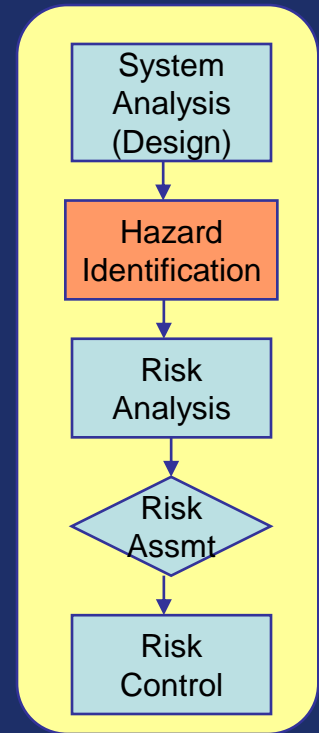 System
Analysis
(Design)
Hazard
Identification
Risk
Analysis
Risk
Assmt
Risk
Control